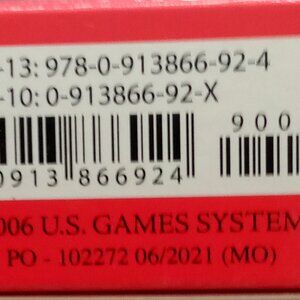 -13: 978-0-913866-92-4
-10: 0-913866-92-X
900
0913 866924
006 U.S. GAMES SYSTEM
PO - 102272 06/2021 (MO)